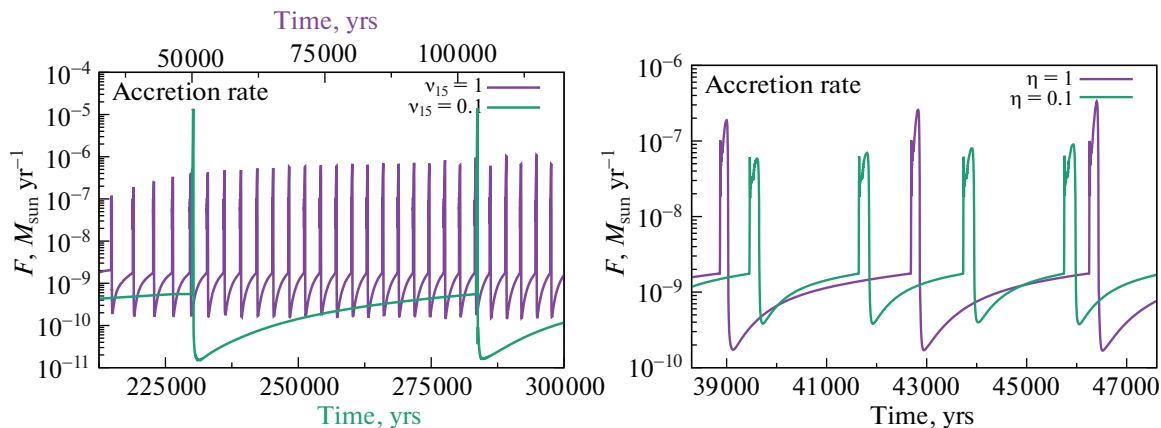 Time, yrs
50000 75000 100000
Accretion rate
ν₁₅ = 1
ν₁₅ = 0.1
F, M_sun yr⁻¹
10⁻⁴
10⁻⁵
10⁻⁶
10⁻⁷
10⁻⁸
10⁻⁹
10⁻¹⁰
10⁻¹¹
225000 250000 275000 300000
Time, yrs
Accretion rate
η = 1
η = 0.1
F, M_sun yr⁻¹
10⁻⁶
10⁻⁷
10⁻⁸
10⁻⁹
10⁻¹⁰
39000 41000 43000 45000 47000
Time, yrs